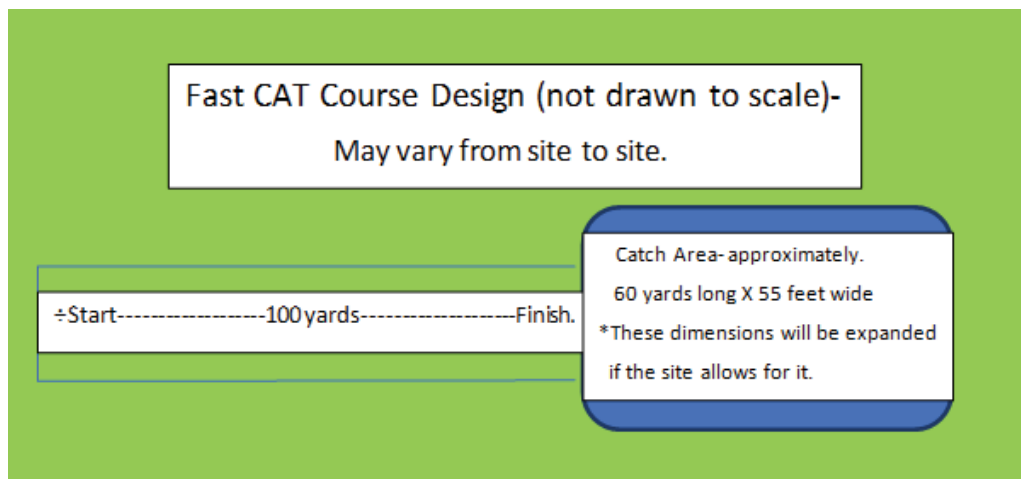 Fast CAT Course Design (not drawn to scale)-
May vary from site to site.
Catch Area- approximately.
60 yards long X 55 feet wide
*These dimensions will be expanded
if the site allows for it.
÷Start-------------------100 yards---------------------Finish.